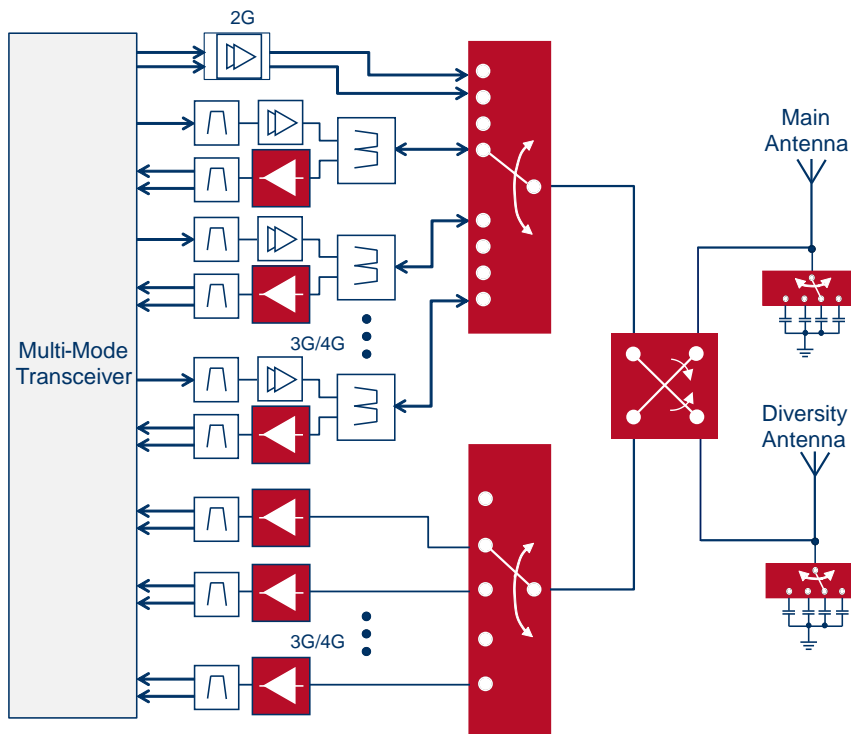 2G
Main
Antenna
Multi-Mode
Transceiver
3G/4G
Diversity
Antenna
3G/4G